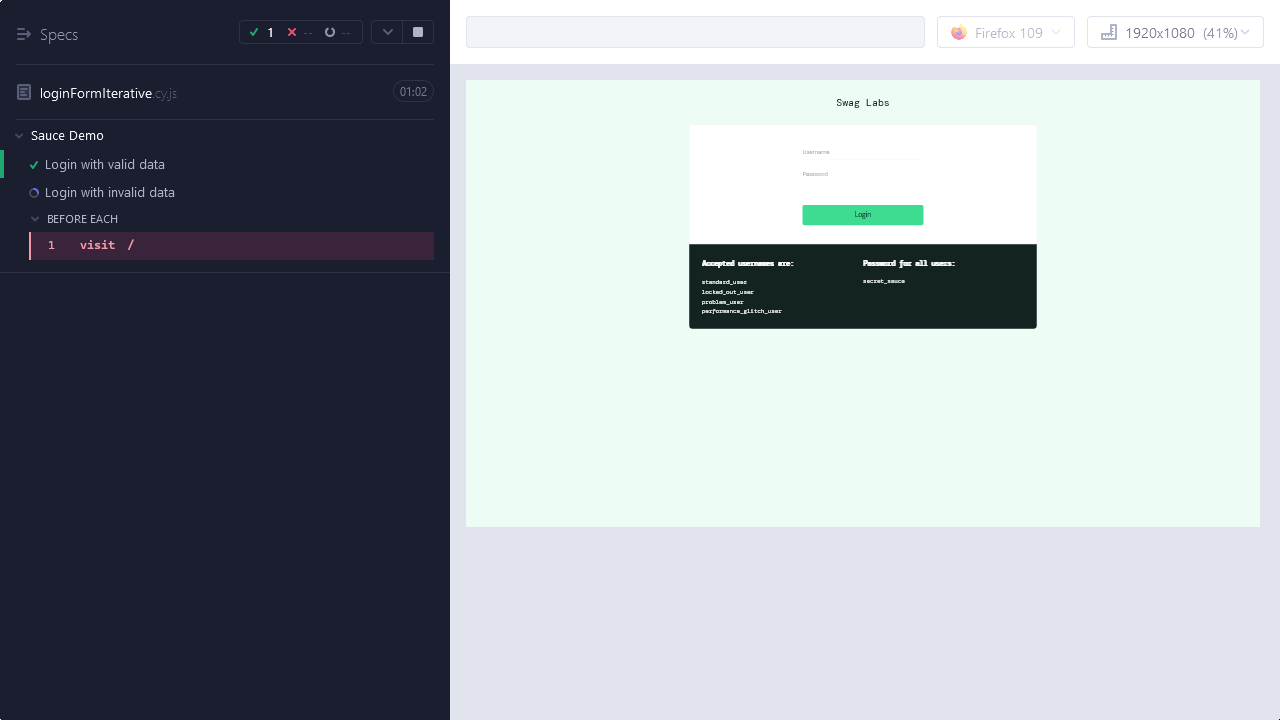 Specs
1 -- --
Firefox 109
1920x1080 (41%)
loginFormIterative.cy.js
01:02
Sauce Demo
Login with valid data
Login with invalid data
BEFORE EACH
1 visit /
Swag Labs
Username
Password
Login
Accepted usernames are:
standard_user
locked_out_user
problem_user
performance_glitch_user
Password for all users:
secret_sauce